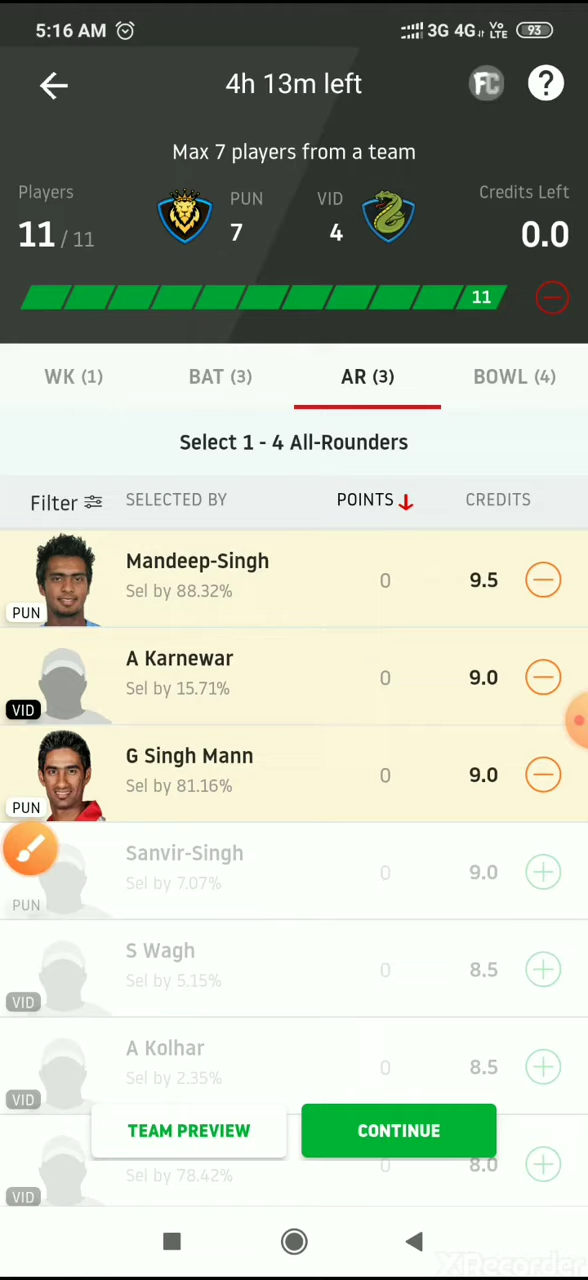 5:16 AM
3G 4G Vo LTE 93
4h 13m left
FC ?
Max 7 players from a team
Players
PUN
VID
Credits Left
11 / 11
7
4
0.0
11
WK (1)
BAT (3)
AR (3)
BOWL (4)
Select 1 - 4 All-Rounders
Filter
SELECTED BY
POINTS
CREDITS
Mandeep-Singh
Sel by 88.32%
0
9.5
PUN
A Karnewar
Sel by 15.71%
0
9.0
VID
G Singh Mann
Sel by 81.16%
0
9.0
PUN
Sanvir-Singh
Sel by 7.07%
0
9.0
PUN
S Wagh
Sel by 5.15%
0
8.5
VID
A Kolhar
Sel by 2.35%
0
8.5
VID
TEAM PREVIEW
CONTINUE
Sel by 78.42%
0
8.0
VID
XRecorder